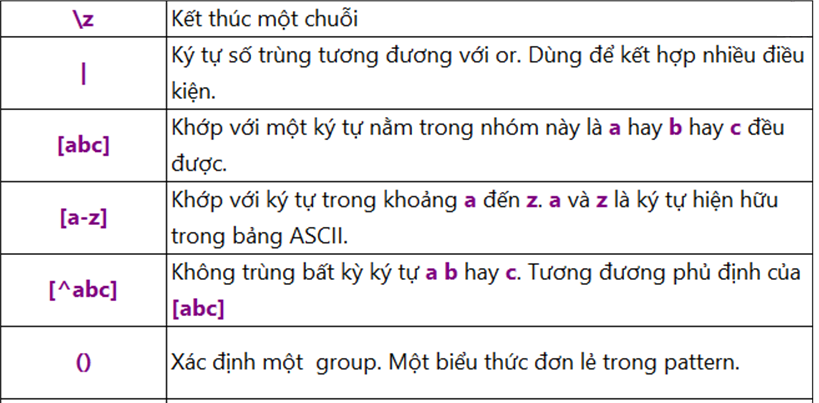 \z Kết thúc một chuỗi
| Ký tự số trùng tương đương với or. Dùng để kết hợp nhiều điều
kiện.
[abc] Khớp với một ký tự nằm trong nhóm này là a hay b hay c đều
được.
[a-z] Khớp với ký tự trong khoảng a đến z. a và z là ký tự hiện hữu
trong bảng ASCII.
[^abc] Không trùng bất kỳ ký tự a b hay c. Tương đương phủ định của
[abc]
() Xác định một  group. Một biểu thức đơn lẻ trong pattern.